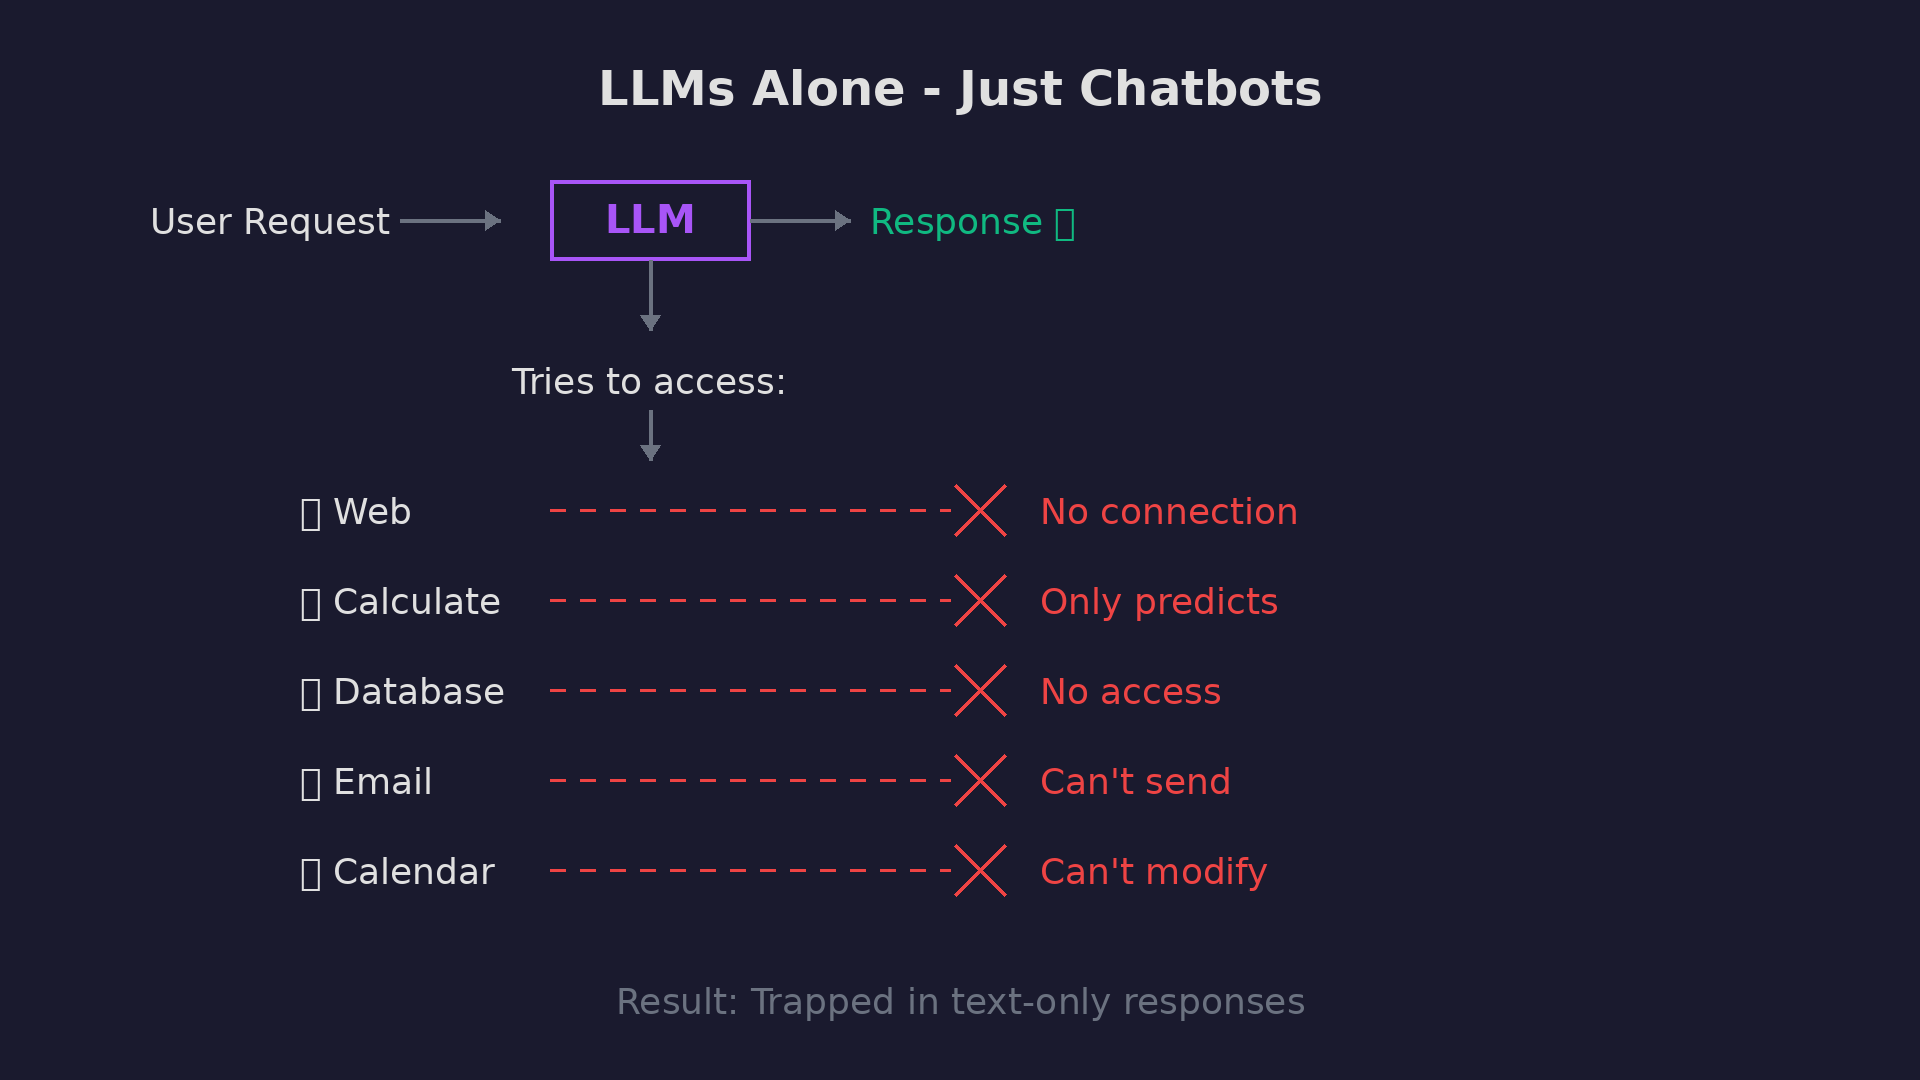 LLMs Alone - Just Chatbots
User Request
LLM
Response
Tries to access:
Web
No connection
Calculate
Only predicts
Database
No access
Email
Can't send
Calendar
Can't modify
Result: Trapped in text-only responses